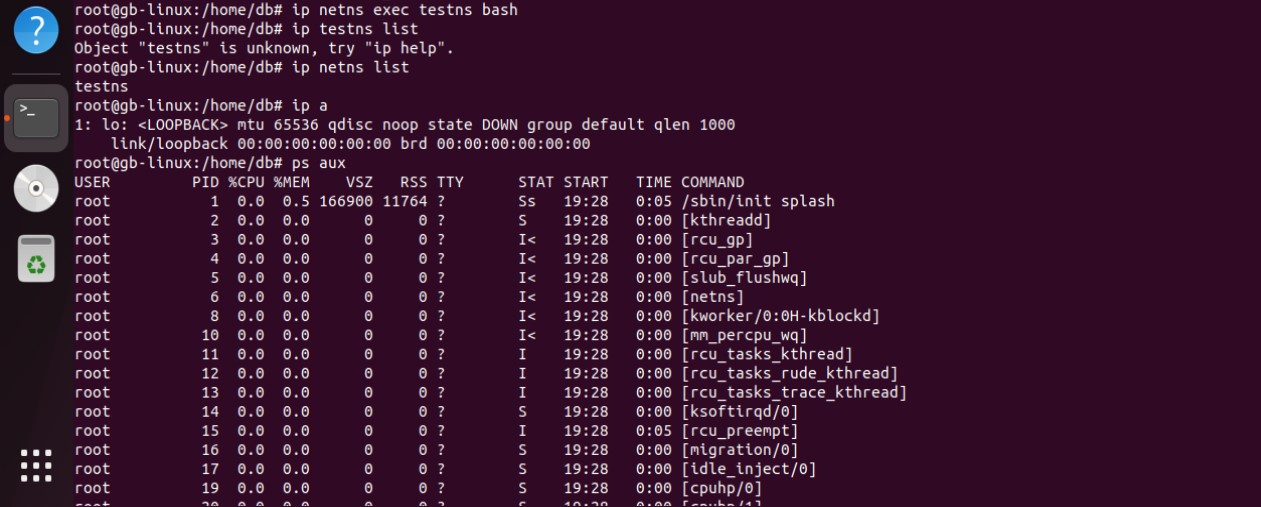 root@gb-linux:/home/db# ip netns exec testns bash
root@gb-linux:/home/db# ip testns list
Object "testns" is unknown, try "ip help".
root@gb-linux:/home/db# ip netns list
testns
root@gb-linux:/home/db# ip a
1: lo: <LOOPBACK> mtu 65536 qdisc noop state DOWN group default qlen 1000
    link/loopback 00:00:00:00:00:00 brd 00:00:00:00:00:00
root@gb-linux:/home/db# ps aux
USER         PID %CPU %MEM    VSZ   RSS TTY      STAT START   TIME COMMAND
root           1  0.0  0.5 166900 11764 ?        Ss   19:28   0:05 /sbin/init splash
root           2  0.0  0.0      0     0 ?        S    19:28   0:00 [kthreadd]
root           3  0.0  0.0      0     0 ?        I<   19:28   0:00 [rcu_gp]
root           4  0.0  0.0      0     0 ?        I<   19:28   0:00 [rcu_par_gp]
root           5  0.0  0.0      0     0 ?        I<   19:28   0:00 [slub_flushwq]
root           6  0.0  0.0      0     0 ?        I<   19:28   0:00 [netns]
root           8  0.0  0.0      0     0 ?        I<   19:28   0:00 [kworker/0:0H-kblockd]
root          10  0.0  0.0      0     0 ?        I<   19:28   0:00 [mm_percpu_wq]
root          11  0.0  0.0      0     0 ?        I    19:28   0:00 [rcu_tasks_kthread]
root          12  0.0  0.0      0     0 ?        I    19:28   0:00 [rcu_tasks_rude_kthread]
root          13  0.0  0.0      0     0 ?        I    19:28   0:00 [rcu_tasks_trace_kthread]
root          14  0.0  0.0      0     0 ?        S    19:28   0:00 [ksoftirqd/0]
root          15  0.0  0.0      0     0 ?        I    19:28   0:05 [rcu_preempt]
root          16  0.0  0.0      0     0 ?        S    19:28   0:00 [migration/0]
root          17  0.0  0.0      0     0 ?        S    19:28   0:00 [idle_inject/0]
root          19  0.0  0.0      0     0 ?        S    19:28   0:00 [cpuhp/0]